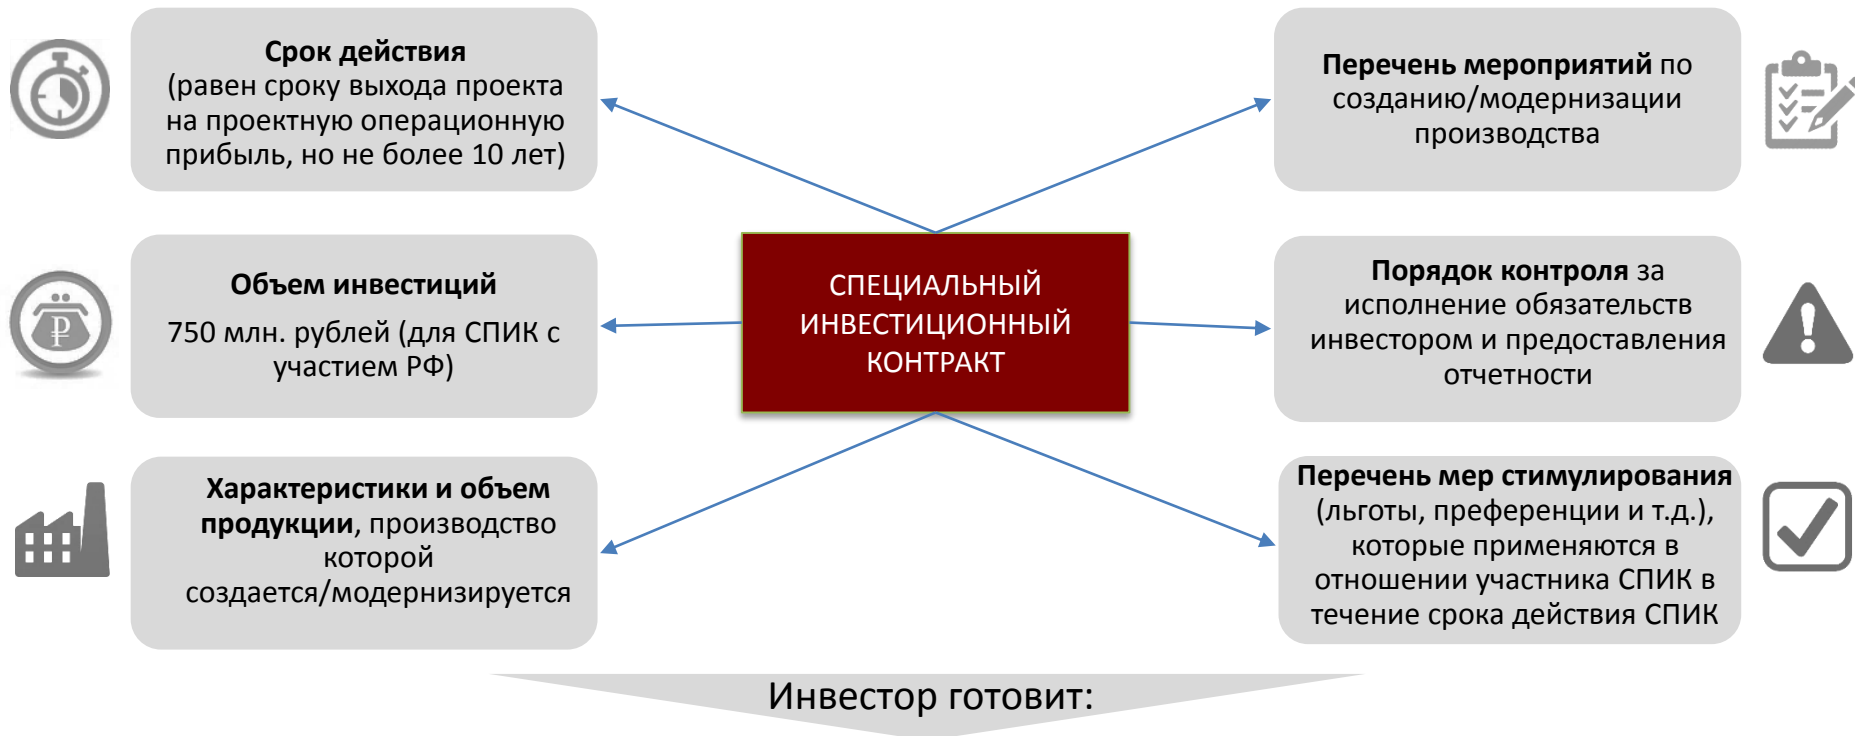 Срок действия
(равен сроку выхода проекта
на проектную операционную
прибыль, но не более 10 лет)
Объем инвестиций
750 млн. рублей (для СПИК с
участием РФ)
Характеристики и объем
продукции, производство
которой
создается/модернизируется
СПЕЦИАЛЬНЫЙ
ИНВЕСТИЦИОННЫЙ
КОНТРАКТ
Перечень мероприятий по
созданию/модернизации
производства
Порядок контроля за
исполнение обязательств
инвестором и предоставления
отчетности
Перечень мер стимулирования
(льготы, преференции и т.д.),
которые применяются в
отношении участника СПИК в
течение срока действия СПИК
Инвестор готовит: